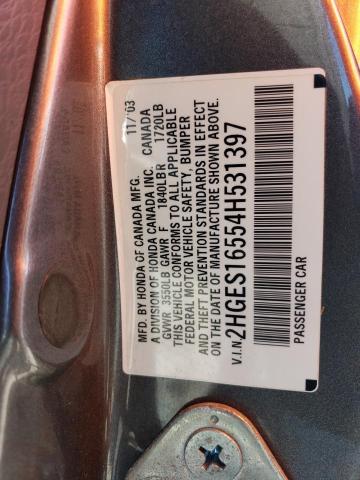 MFD. BY HONDA OF CANADA MFG. 11/'03
A DIVISION OF HONDA CANADA INC. CANADA
GVWR 3550LB GAWR F 1840LB R 1720LB
THIS VEHICLE CONFORMS TO ALL APPLICABLE
FEDERAL MOTOR VEHICLE SAFETY, BUMPER
AND THEFT PREVENTION STANDARDS IN EFFECT
ON THE DATE OF MANUFACTURE SHOWN ABOVE.
V.I.N. 2HGES16554H531397
PASSENGER CAR